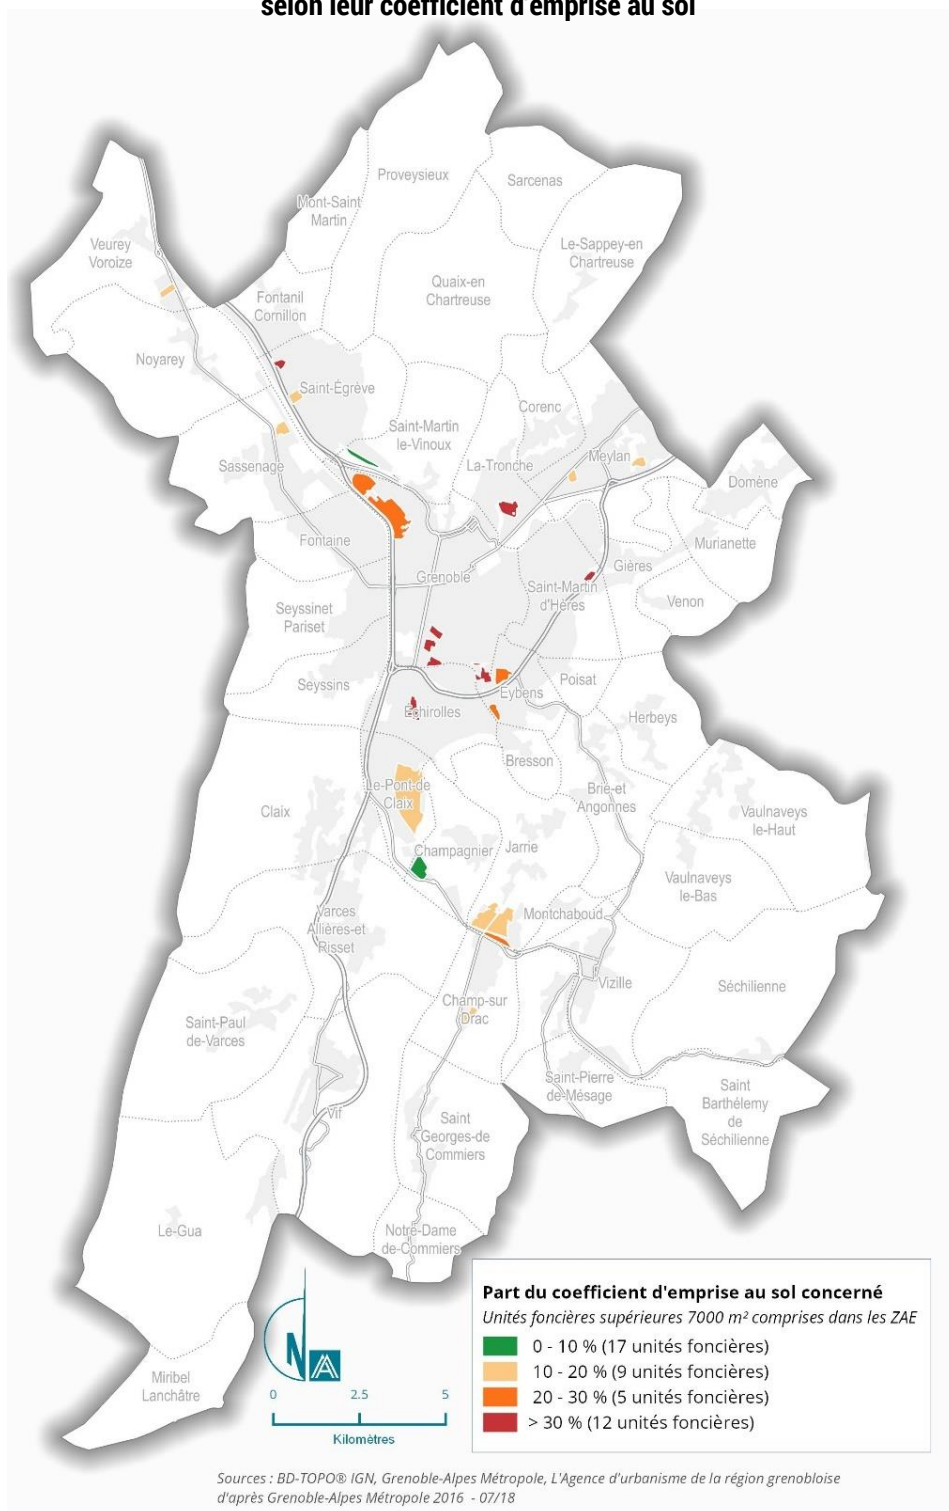 selon leur coefficient d'emprise au sol
Proveysieux
Sarcenas
Mont-Saint
Martin
Veurey
Voroize
Le-Sappey-en
Chartreuse
Quaix-en
Chartreuse
Fontanil
Cornillon
Noyarey
Saint-Égrève
Corenc
Saint-Martin
le-Vinoux
Meylan
La-Tronche
Sassenage
Domène
Fontaine
Murianette
Gières
Grenoble
Saint-Martin
d'Hères
Venon
Seyssinet
Pariset
Poisat
Seyssins
Eybens
Échirolles
Herbeys
Bresson
Le-Pont-de
Claix
Brié-et
Angonnes
Claix
Vaulnaveys
le-Haut
Champagnier
Jarrie
Vaulnaveys
le-Bas
Varces
Allières-et
Risset
Montchaboud
Vizille
Séchilienne
Champ-sur
Drac
Saint-Paul
de-Varces
Saint-Pierre
de-Mésage
Saint
Barthélemy
de
Séchilienne
Vif
Saint
Georges-de
Commiers
Le-Gua
Notre-Dame
de-Commiers
Miribel
Lanchâtre
N
0 2.5 5
Kilomètres
Part du coefficient d'emprise au sol concerné
Unités foncières supérieures 7000 m² comprises dans les ZAE
0 - 10 % (17 unités foncières)
10 - 20 % (9 unités foncières)
20 - 30 % (5 unités foncières)
> 30 % (12 unités foncières)
Sources : BD-TOPO® IGN, Grenoble-Alpes Métropole, L'Agence d'urbanisme de la région grenobloise
d'après Grenoble-Alpes Métropole 2016 - 07/18